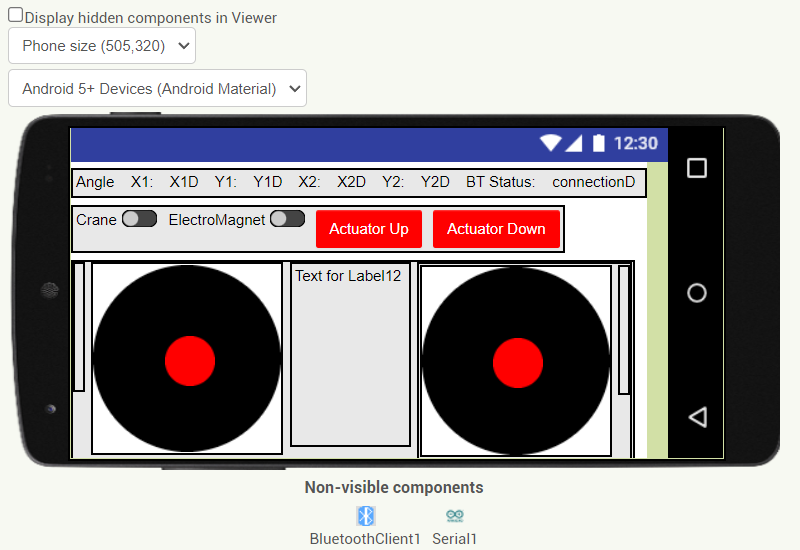 Display hidden components in Viewer
Phone size (505,320)
Android 5+ Devices (Android Material)
12:30
Angle X1: X1D Y1: Y1D X2: X2D Y2: Y2D BT Status: connectionD
Crane ElectroMagnet Actuator Up Actuator Down
Text for Label12
Non-visible components
BluetoothClient1 Serial1